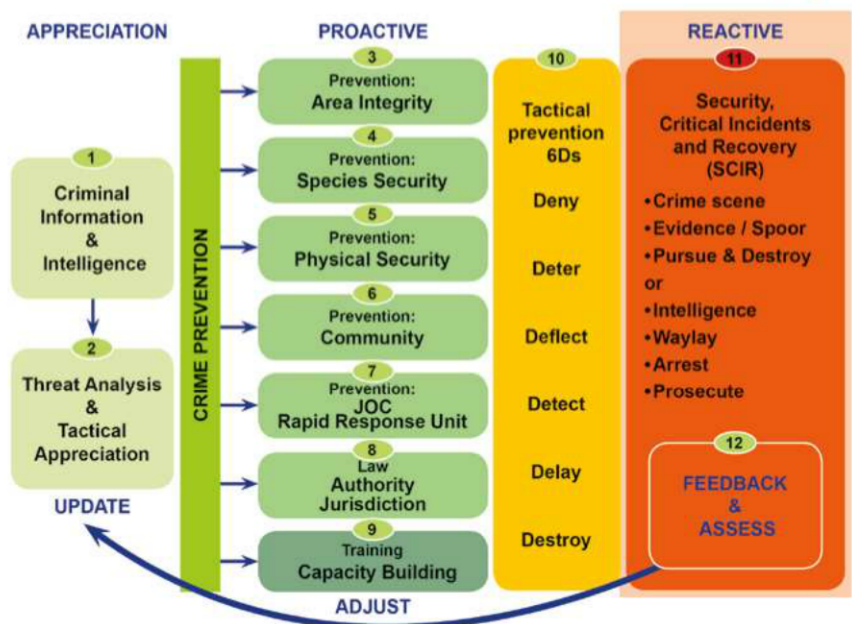 APPRECIATION
1
Criminal
Information
&
Intelligence
2
Threat Analysis
&
Tactical
Appreciation
UPDATE
CRIME PREVENTION
PROACTIVE
3
Prevention:
Area Integrity
4
Prevention:
Species Security
5
Prevention:
Physical Security
6
Prevention:
Community
7
Prevention:
JOC
Rapid Response Unit
8
Law
Authority
Jurisdiction
9
Training
Capacity Building
ADJUST
10
Tactical
prevention
6Ds
Deny
Deter
Deflect
Detect
Delay
Destroy
REACTIVE
11
Security,
Critical Incidents
and Recovery
(SCIR)
•Crime scene
•Evidence / Spoor
•Pursue & Destroy
or
•Intelligence
•Waylay
•Arrest
•Prosecute
12
FEEDBACK
&
ASSESS